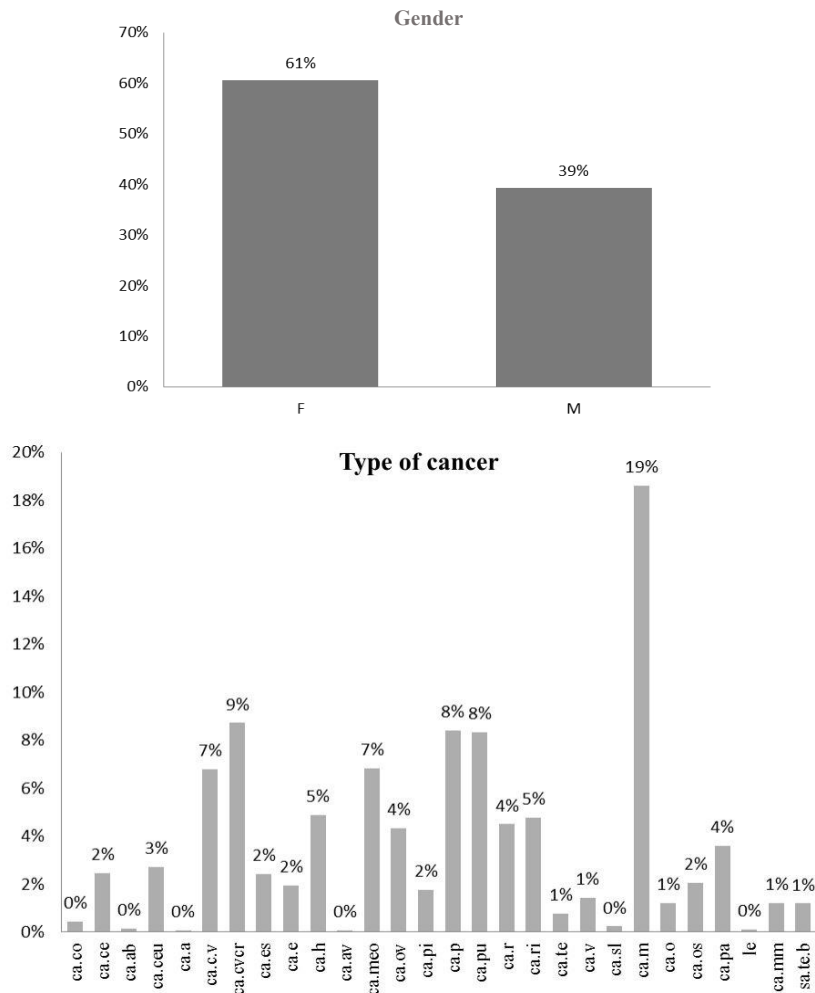 Gender
70%
60%
50%
40%
30%
20%
10%
0%
61%
39%
F
M
Type of cancer
20%
18%
16%
14%
12%
10%
8%
6%
4%
2%
0%
0%
2%
0%
3%
0%
7%
9%
2%
2%
5%
0%
7%
4%
2%
8%
8%
4%
5%
1%
1%
0%
19%
1%
2%
4%
0%
1%
1%
ca.co
ca.ce
ca.ab
ca.ceu
ca.a
ca.c.v
ca.cvcr
ca.es
ca.e
ca.h
ca.av
ca.meo
ca.ov
ca.pi
ca.p
ca.pu
ca.r
ca.ri
ca.te
ca.v
ca.sl
ca.m
ca.o
ca.os
ca.pa
le
ca.mm
sa.te.b